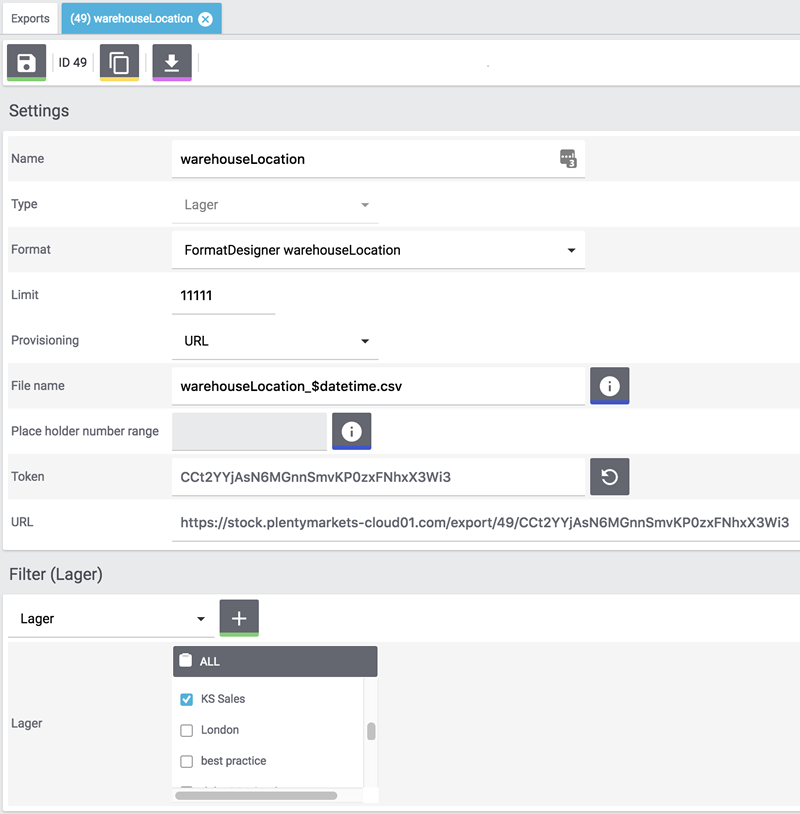 Exports (49) warehouseLocation
ID 49
Settings
Name warehouseLocation 3
Type Lager
Format FormatDesigner warehouseLocation
Limit 11111
Provisioning URL
File name warehouseLocation_$datetime.csv
Place holder number range
Token CCt2YYjAsN6MGnnSmvKP0zxFNhxX3Wi3
URL https://stock.plentymarkets-cloud01.com/export/49/CCt2YYjAsN6MGnnSmvKP0zxFNhxX3Wi3
Filter (Lager)
Lager
ALL
KS Sales
Lager
London
best practice